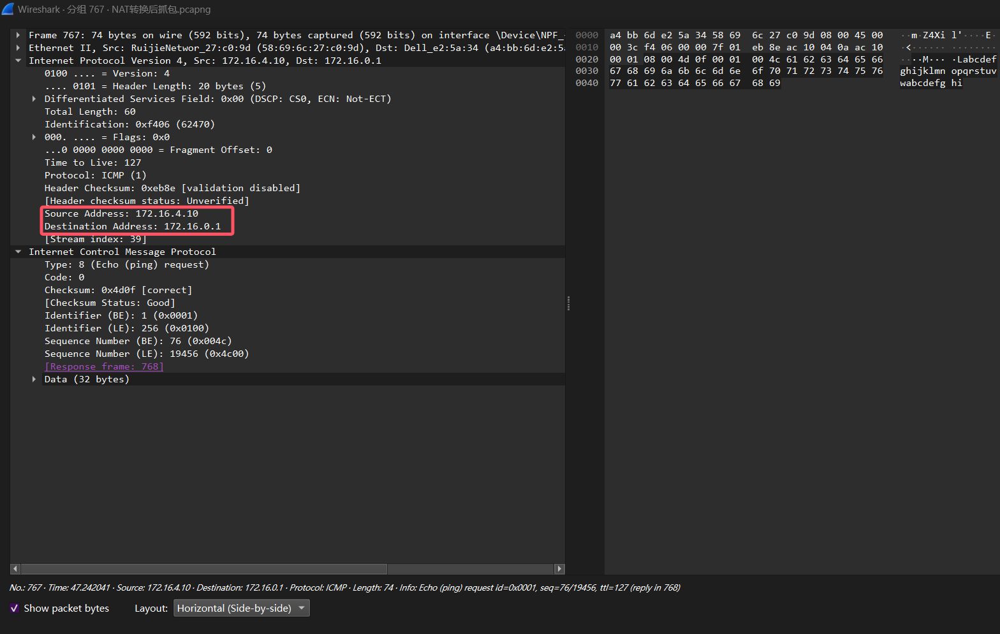 Wireshark · 分组 767 · NAT转换后抓包.pcapng
Frame 767: 74 bytes on wire (592 bits), 74 bytes captured (592 bits) on interface \Device\NPF_
Ethernet II, Src: RuijieNetwor_27:c0:9d (58:69:6c:27:c0:9d), Dst: Dell_e2:5a:34 (a4:bb:6d:e2:5a
Internet Protocol Version 4, Src: 172.16.4.10, Dst: 172.16.0.1
0100 .... = Version: 4
.... 0101 = Header Length: 20 bytes (5)
Differentiated Services Field: 0x00 (DSCP: CS0, ECN: Not-ECT)
Total Length: 60
Identification: 0xf406 (62470)
000. .... = Flags: 0x0
...0 0000 0000 0000 = Fragment Offset: 0
Time to Live: 127
Protocol: ICMP (1)
Header Checksum: 0xeb8e [validation disabled]
[Header checksum status: Unverified]
Source Address: 172.16.4.10
Destination Address: 172.16.0.1
[Stream index: 39]
Internet Control Message Protocol
Type: 8 (Echo (ping) request)
Code: 0
Checksum: 0x4d0f [correct]
[Checksum Status: Good]
Identifier (BE): 1 (0x0001)
Identifier (LE): 256 (0x0100)
Sequence Number (BE): 76 (0x004c)
Sequence Number (LE): 19456 (0x4c00)
[Response frame: 768]
Data (32 bytes)
0000 a4 bb 6d e2 5a 34 58 69 6c 27 c0 9d 08 00 45 00 ··m·Z4Xi l'····E·
0010 00 3c f4 06 00 00 7f 01 eb 8e ac 10 04 0a ac 10 ·<······ ········
0020 00 01 08 00 4d 0f 00 01 00 4c 61 62 63 64 65 66 ····M··· ·Labcdef
0030 67 68 69 6a 6b 6c 6d 6e 6f 70 71 72 73 74 75 76 ghijklmn opqrstuv
0040 77 61 62 63 64 65 66 67 68 69 wabcdefg hi
No.: 767 · Time: 47.242041 · Source: 172.16.4.10 · Destination: 172.16.0.1 · Protocol: ICMP · Length: 74 · Info: Echo (ping) request id=0x0001, seq=76/19456, ttl=127 (reply in 768)
Show packet bytes Layout: Horizontal (Side-by-side)